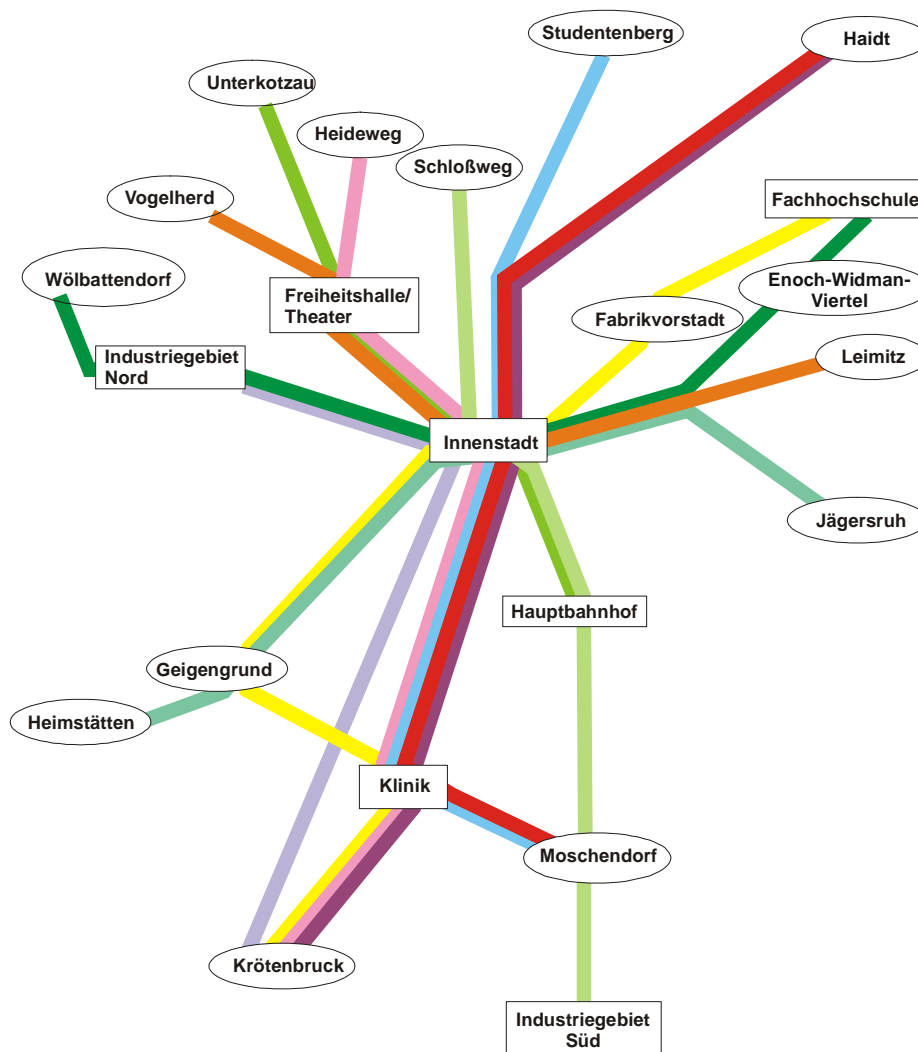 Studentenberg
Haidt
Unterkotzau
Heideweg
Schloßweg
Vogelherd
Fachhochschule
Wölbattendorf
Enoch-Widman-
Viertel
Freiheitshalle/
Theater
Fabrikvorstadt
Industriegebiet
Nord
Leimitz
Innenstadt
Jägersruh
Hauptbahnhof
Geigengrund
Heimstätten
Klinik
Moschendorf
Krötenbruck
Industriegebiet
Süd